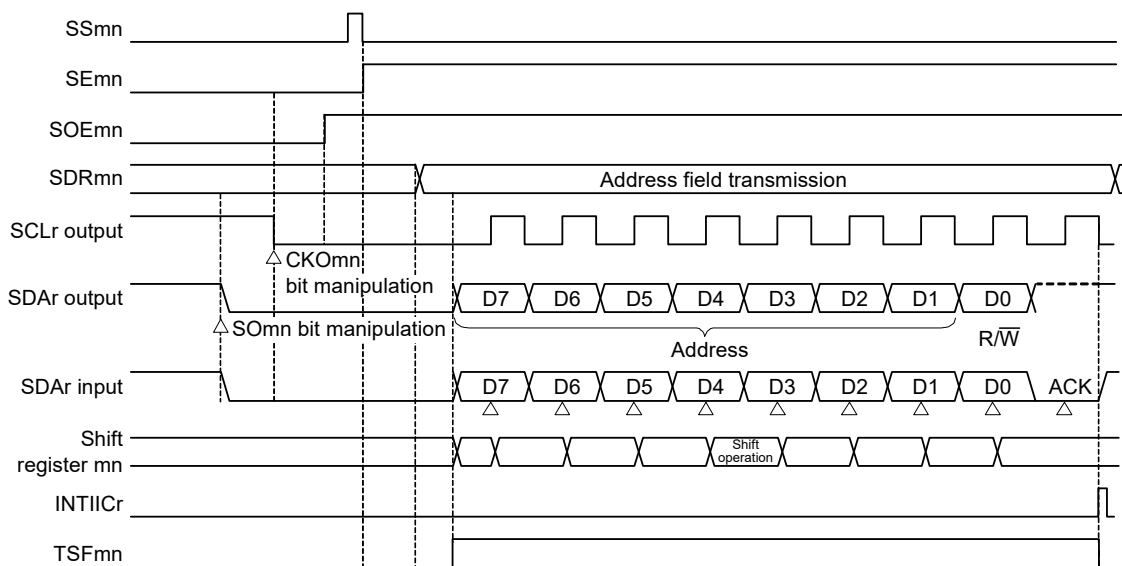 SSmn
SEmn
SOEmn
SDRmn
Address field transmission
SCLr output
CKOmn
bit manipulation
SDAr output
D7 D6 D5 D4 D3 D2 D1 D0
SOmn bit manipulation
Address
R/W̅
SDAr input
D7 D6 D5 D4 D3 D2 D1 D0 ACK
Shift
register mn
Shift
operation
INTIICr
TSFmn